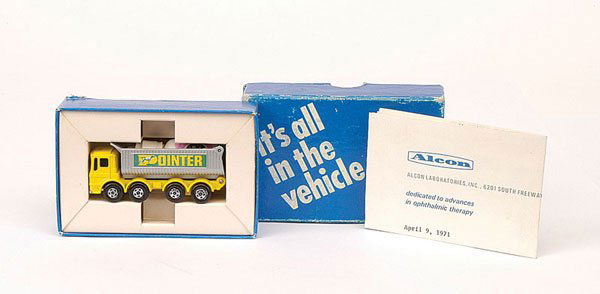 POINTER
it's all
in the
vehicle
Alcon
ALCON LABORATORIES, INC., 6201 SOUTH FREEWAY
dedicated to advances
in ophthalmic therapy
April 9, 1971